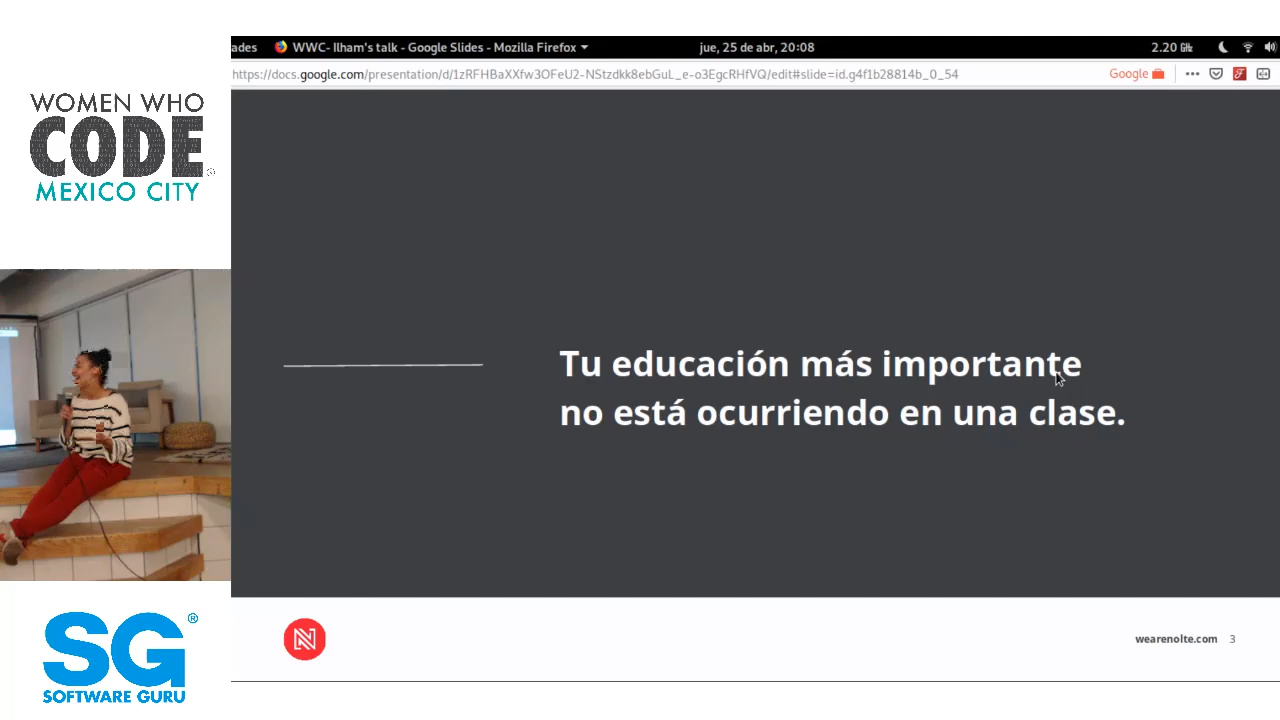 ades
WWC- Ilham's talk - Google Slides - Mozilla Firefox
jue, 25 de abr, 20:08
2.20 GHz
https://docs.google.com/presentation/d/1zRFHBaXXfw3OFeU2-NStzdkk8ebGuL_e-o3EgcRHfVQ/edit#slide=id.g4f1b28814b_0_54
Google
WOMEN WHO
CODE
MEXICO CITY
Tu educación más importante
no está ocurriendo en una clase.
SG®
SOFTWARE GURU
wearenolte.com 3